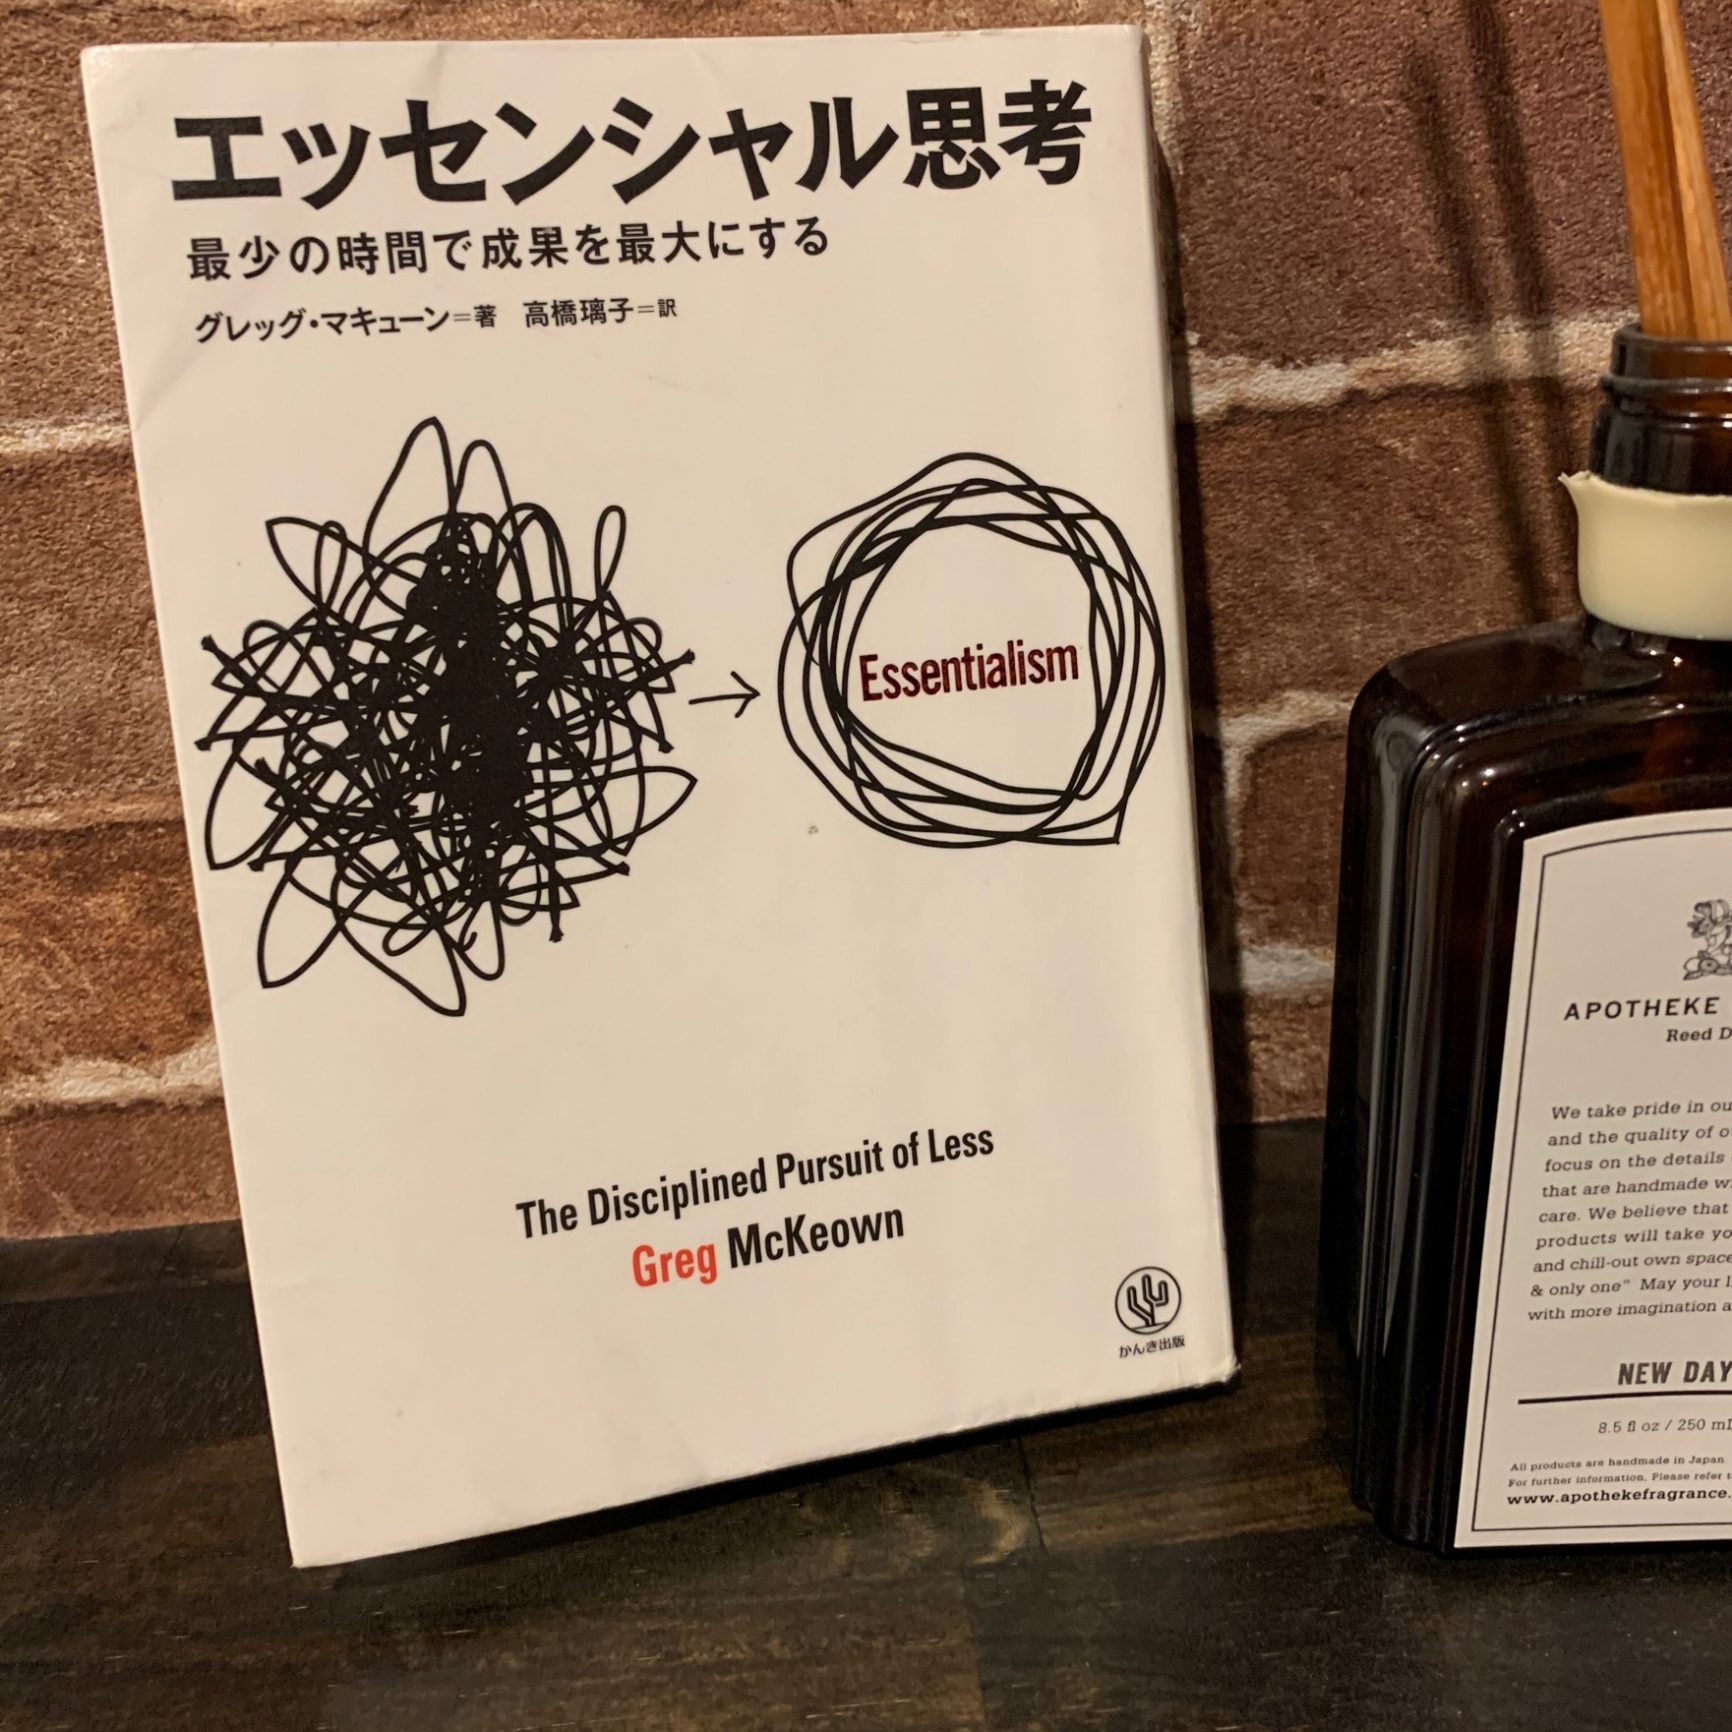 エッセンシャル思考
最少の時間で成果を最大にする
グレッグ・マキューン=著 高橋璃子=訳
Essentialism
The Disciplined Pursuit of Less
Greg McKeown
かんき出版
APOTHEKE
Reed D
We take pride in ou
and the quality of o
focus on the details
that are handmade w
care. We believe that
products will take yo
and chill-out own space
& only one" May your l
with more imagination a
NEW DAY
8.5 fl oz / 250 mL
All products are handmade in Japan
For further information, Please refer t
www.apothekefragrance.